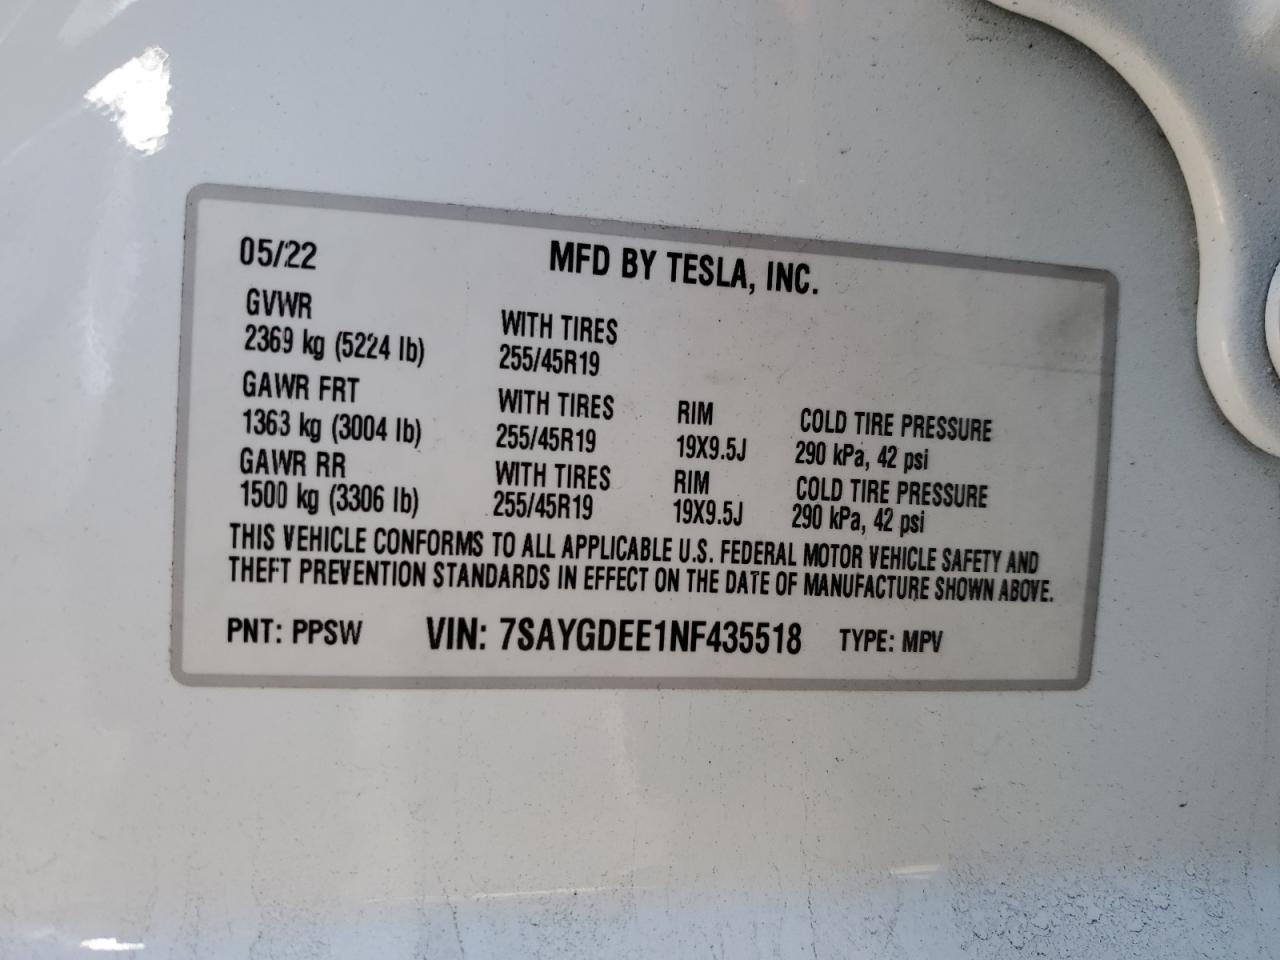 05/22 MFD BY TESLA, INC.
GVWR
2369 kg (5224 lb)
WITH TIRES
255/45R19
GAWR FRT
1363 kg (3004 lb)
WITH TIRES
255/45R19
RIM
19X9.5J
COLD TIRE PRESSURE
290 kPa, 42 psi
GAWR RR
1500 kg (3306 lb)
WITH TIRES
255/45R19
RIM
19X9.5J
COLD TIRE PRESSURE
290 kPa, 42 psi
THIS VEHICLE CONFORMS TO ALL APPLICABLE U.S. FEDERAL MOTOR VEHICLE SAFETY AND
THEFT PREVENTION STANDARDS IN EFFECT ON THE DATE OF MANUFACTURE SHOWN ABOVE.
PNT: PPSW VIN: 7SAYGDEE1NF435518 TYPE: MPV